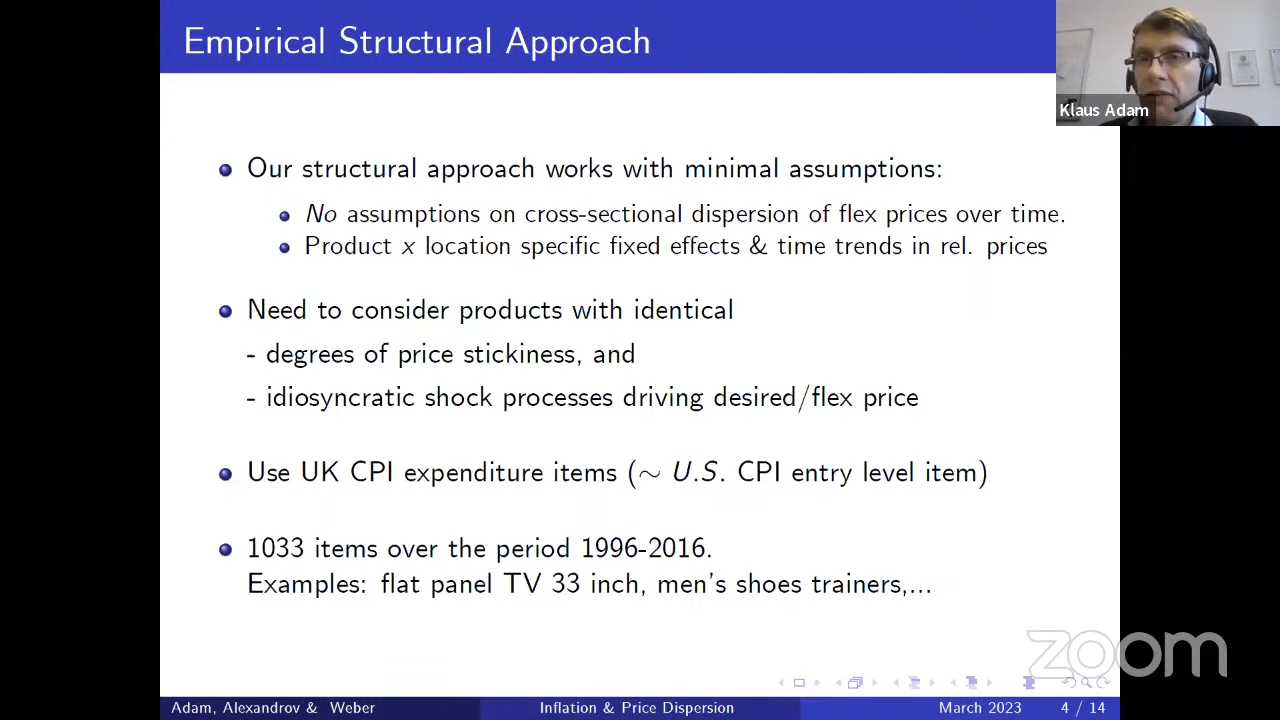 Empirical Structural Approach
Klaus Adam
Our structural approach works with minimal assumptions:
No assumptions on cross-sectional dispersion of flex prices over time.
Product x location specific fixed effects & time trends in rel. prices
Need to consider products with identical
- degrees of price stickiness, and
- idiosyncratic shock processes driving desired/flex price
Use UK CPI expenditure items (∼ U.S. CPI entry level item)
1033 items over the period 1996-2016.
Examples: flat panel TV 33 inch, men's shoes trainers,...
zoom
Adam, Alexandrov & Weber
Inflation & Price Dispersion
March 2023
4 / 14